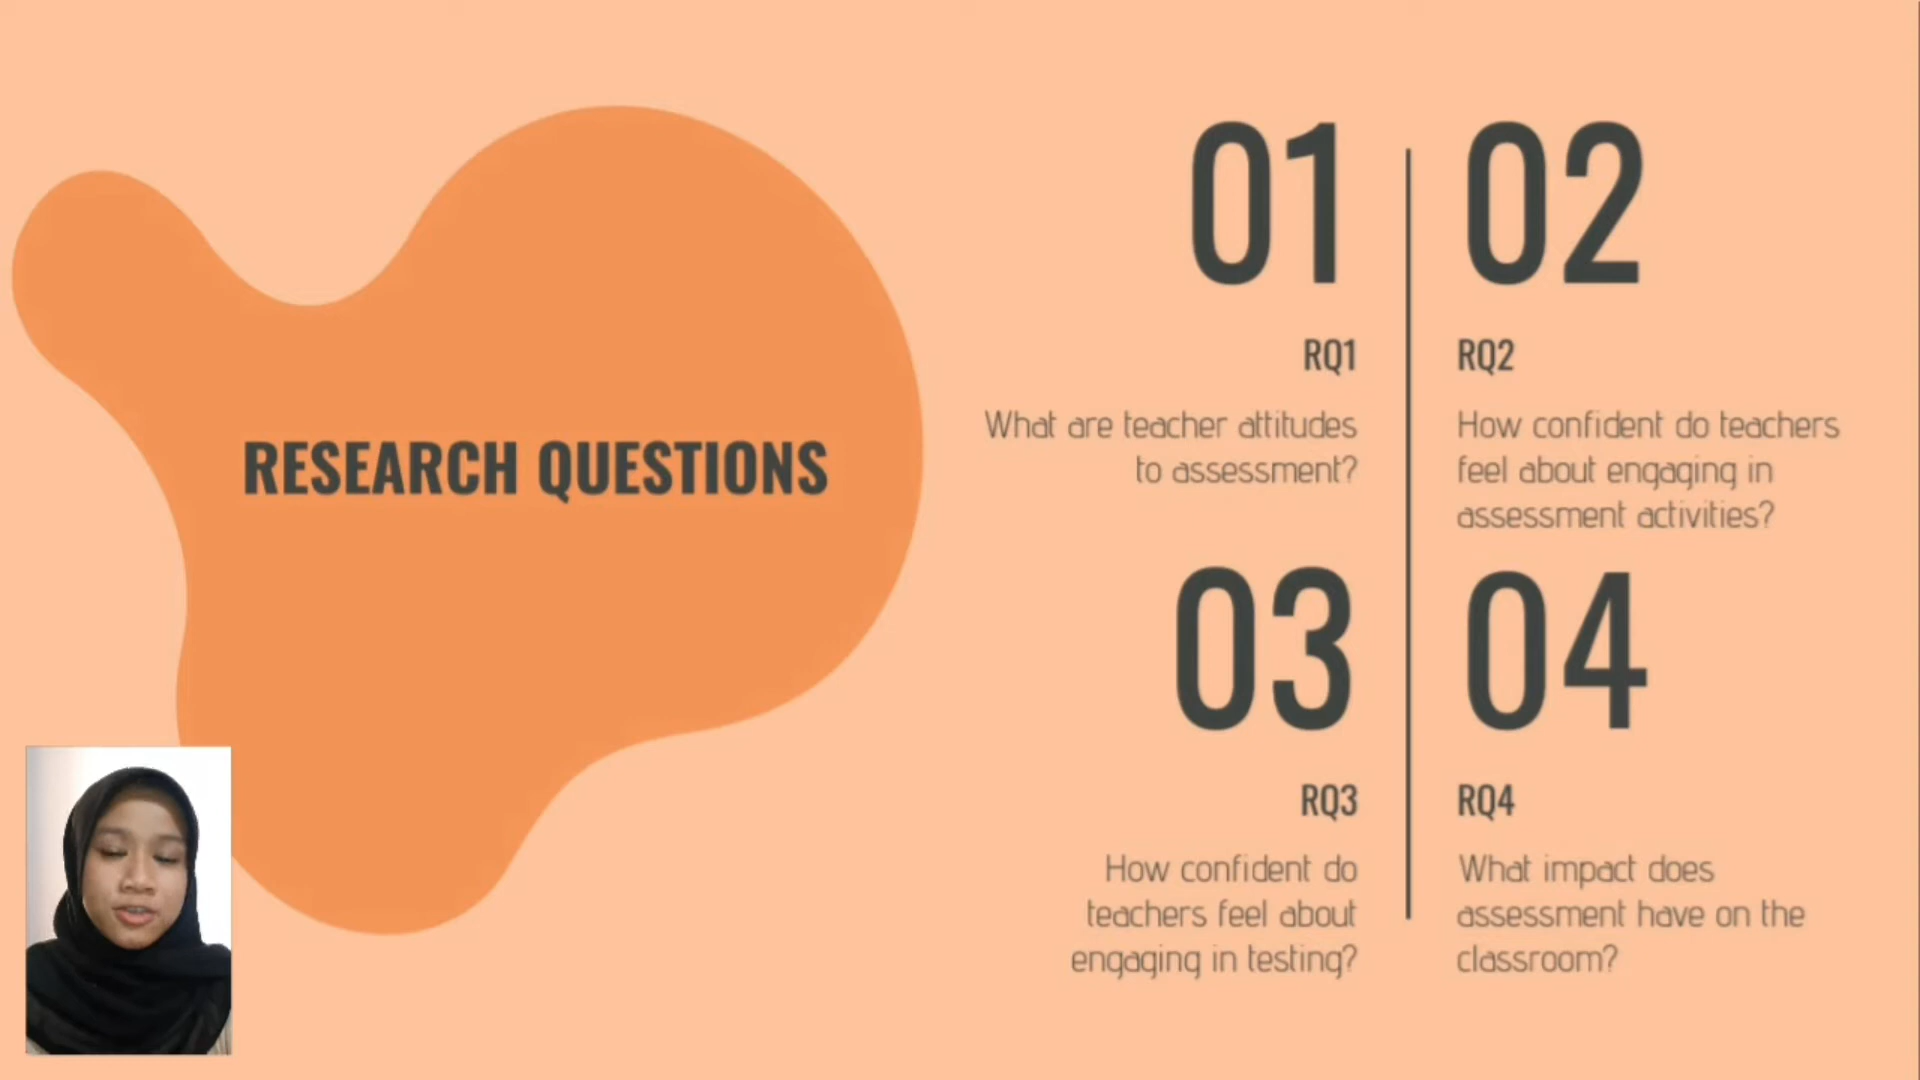 RESEARCH QUESTIONS
01
RQ1
What are teacher attitudes
to assessment?
02
RQ2
How confident do teachers
feel about engaging in
assessment activities?
03
RQ3
How confident do
teachers feel about
engaging in testing?
04
RQ4
What impact does
assessment have on the
classroom?